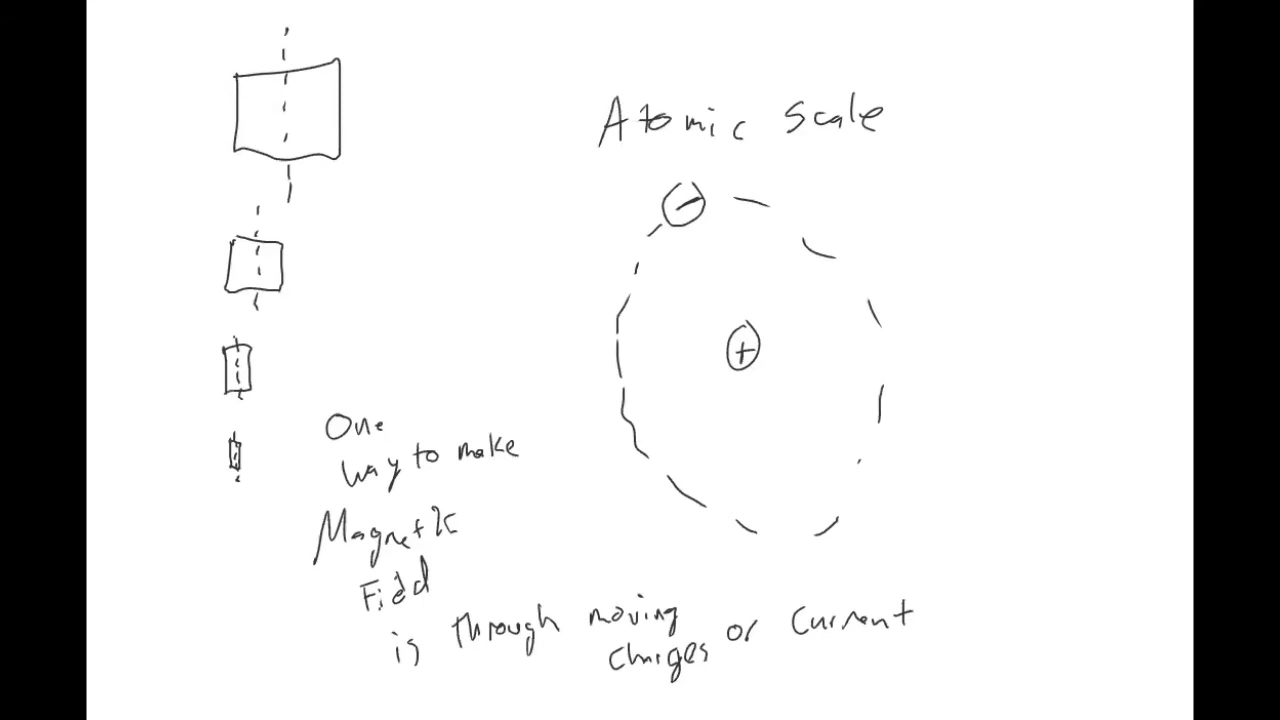 Atomic Scale
−
+
One
way to make
Magnetic
Field
is through moving
charges or current